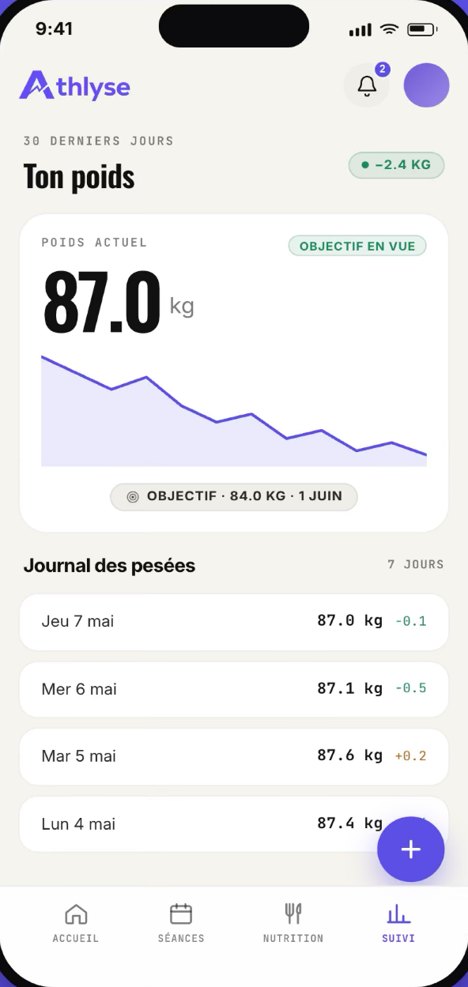 9:41
Athlyse
2
30 DERNIERS JOURS
Ton poids
−2.4 KG
POIDS ACTUEL
OBJECTIF EN VUE
87.0 kg
OBJECTIF · 84.0 KG · 1 JUIN
Journal des pesées
7 JOURS
Jeu 7 mai 87.0 kg -0.1
Mer 6 mai 87.1 kg -0.5
Mar 5 mai 87.6 kg +0.2
Lun 4 mai 87.4 kg
ACCUEIL
SÉANCES
NUTRITION
SUIVI